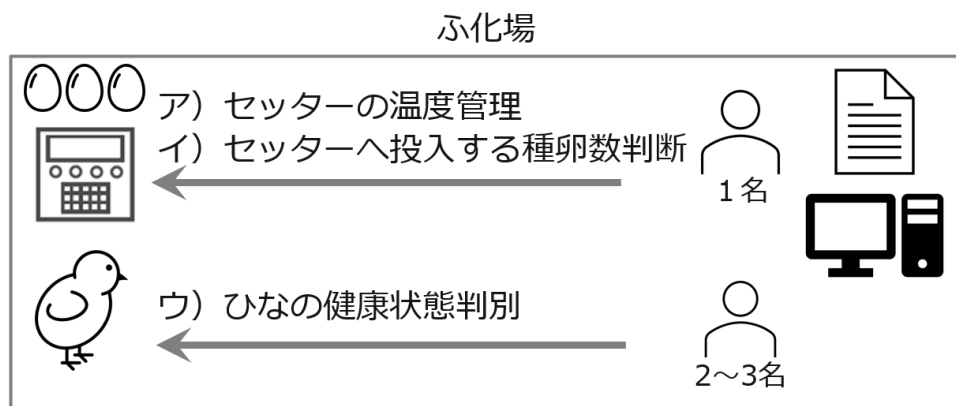 ふ化場
ア）セッターの温度管理
イ）セッターへ投入する種卵数判断
1名
ウ）ひなの健康状態判別
2～3名